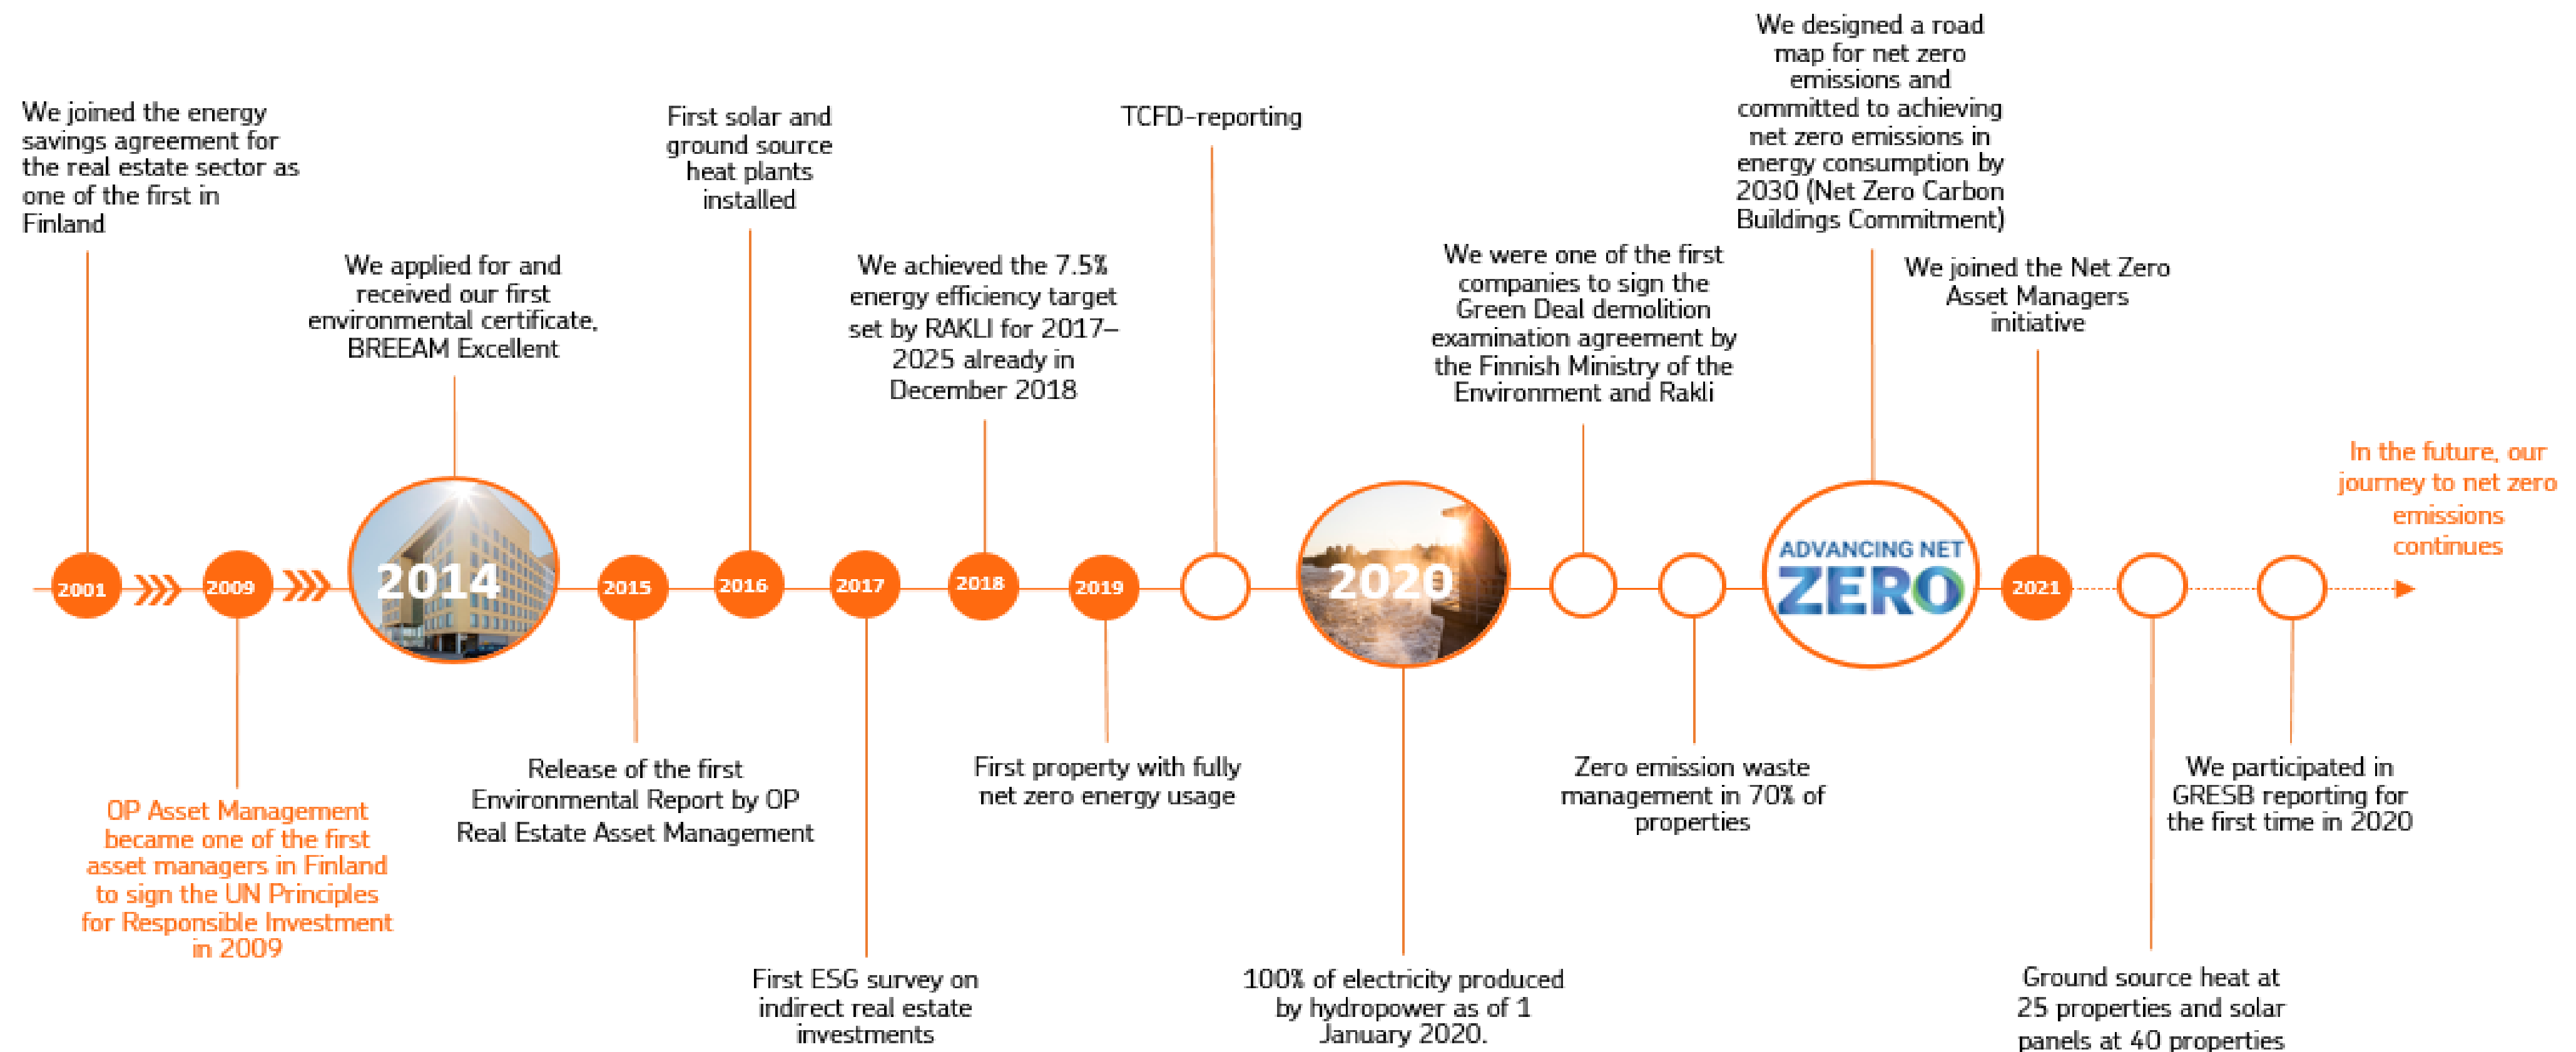 We joined the energy
savings agreement for
the real estate sector as
one of the first in
Finland
2001
2009
OP Asset Management
became one of the first
asset managers in Finland
to sign the UN Principles
for Responsible Investment
in 2009
We applied for and
received our first
environmental certificate,
BREEAM Excellent
2014
2015
Release of the first
Environmental Report by OP
Real Estate Asset Management
First solar and
ground source
heat plants
installed
2016
2017
First ESG survey on
indirect real estate
investments
We achieved the 7.5%
energy efficiency target
set by RAKLI for 2017–
2025 already in
December 2018
2018
2019
First property with fully
net zero energy usage
TCFD-reporting
2020
100% of electricity produced
by hydropower as of 1
January 2020.
We were one of the first
companies to sign the
Green Deal demolition
examination agreement by
the Finnish Ministry of the
Environment and Rakli
Zero emission waste
management in 70% of
properties
We designed a road
map for net zero
emissions and
committed to achieving
net zero emissions in
energy consumption by
2030 (Net Zero Carbon
Buildings Commitment)
ADVANCING NET
ZERO
We joined the Net Zero
Asset Managers
initiative
2021
Ground source heat at
25 properties and solar
panels at 40 properties
We participated in
GRESB reporting for
the first time in 2020
In the future, our
journey to net zero
emissions
continues